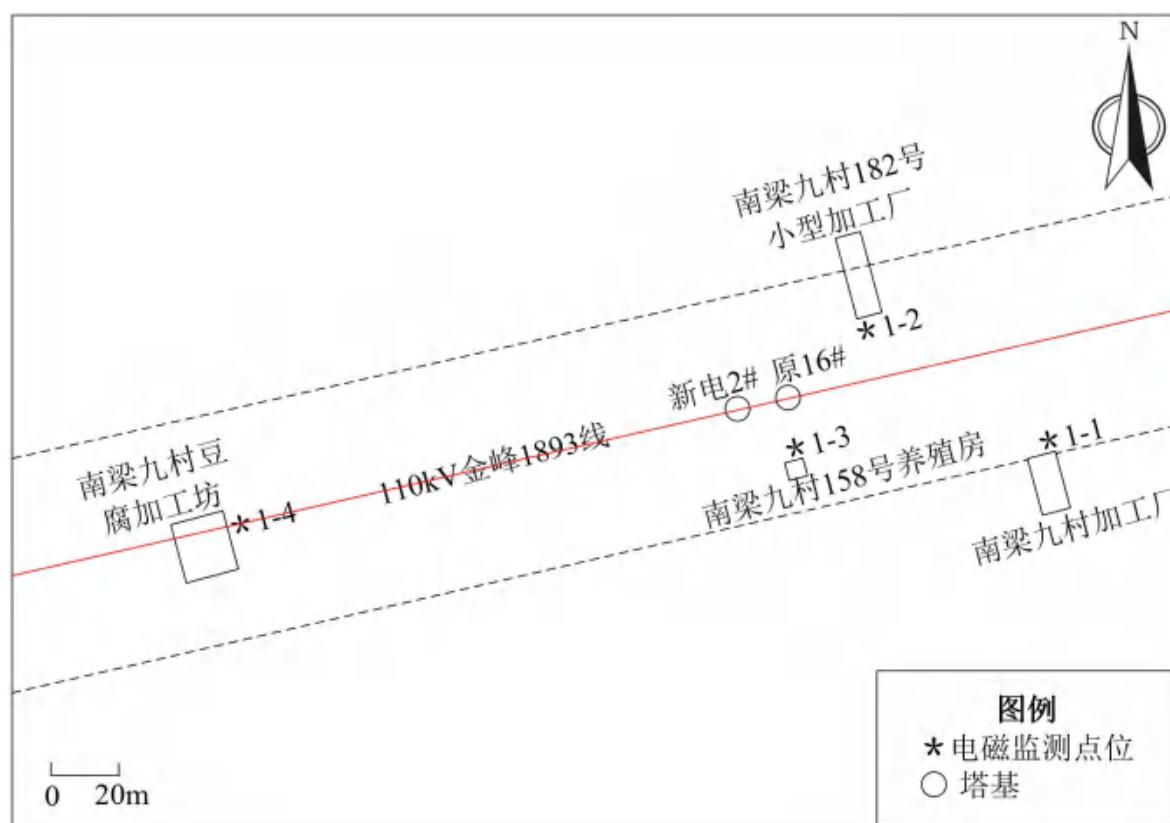 N
南梁九村182号
小型加工厂
1-2
新电2#
原16#
1-3
1-1
南梁九村158号养殖房
南梁九村加工厂
110kV金峰1893线
南梁九村豆
腐加工坊
1-4
图例
电磁监测点位
塔基
0 20m